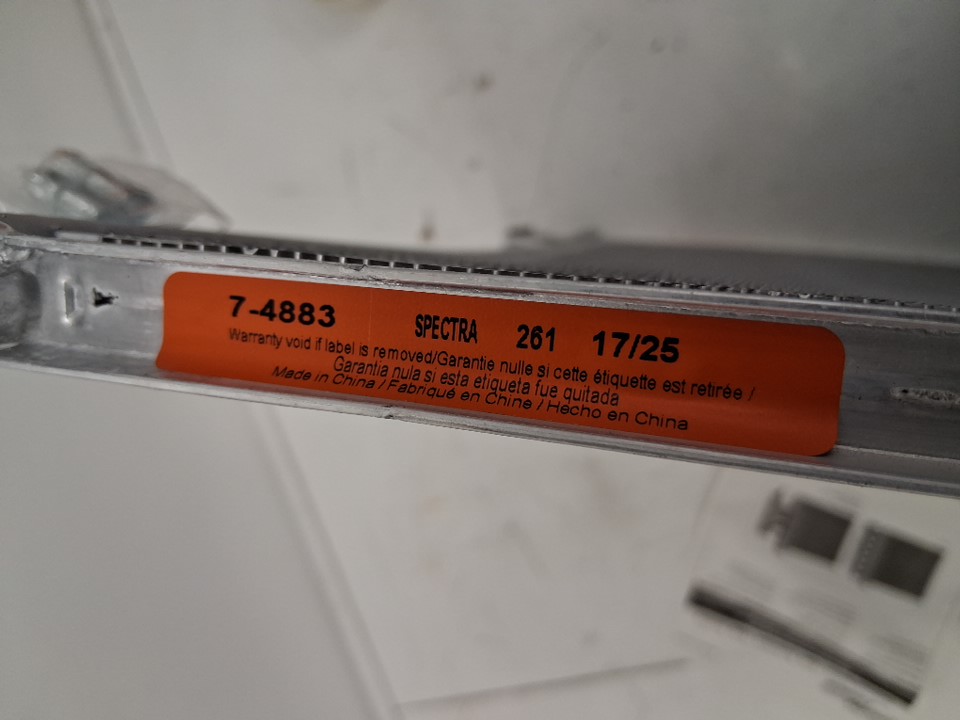 7-4883 SPECTRA 261 17/25
Warranty void if label is removed/Garantie nulle si cette étiquette est retirée /
Garantía nula si esta etiqueta fue quitada
Made in China / Fabriqué en Chine / Hecho en China